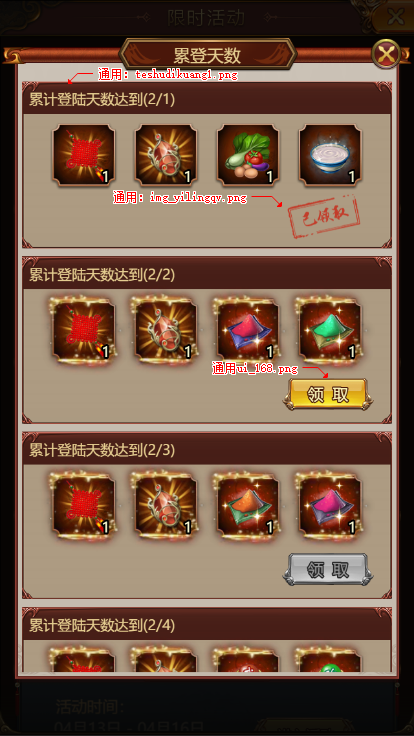 限时活动
累登天数
通用：teshudikuang1.png
累计登陆天数达到(2/1)
1
1
1
1
通用：img_yilingqv.png
已领取
累计登陆天数达到(2/2)
1
1
1
1
通用ui_168.png
领取
累计登陆天数达到(2/3)
1
1
1
1
领取
累计登陆天数达到(2/4)
活动时间：
04月13日 - 04月16日